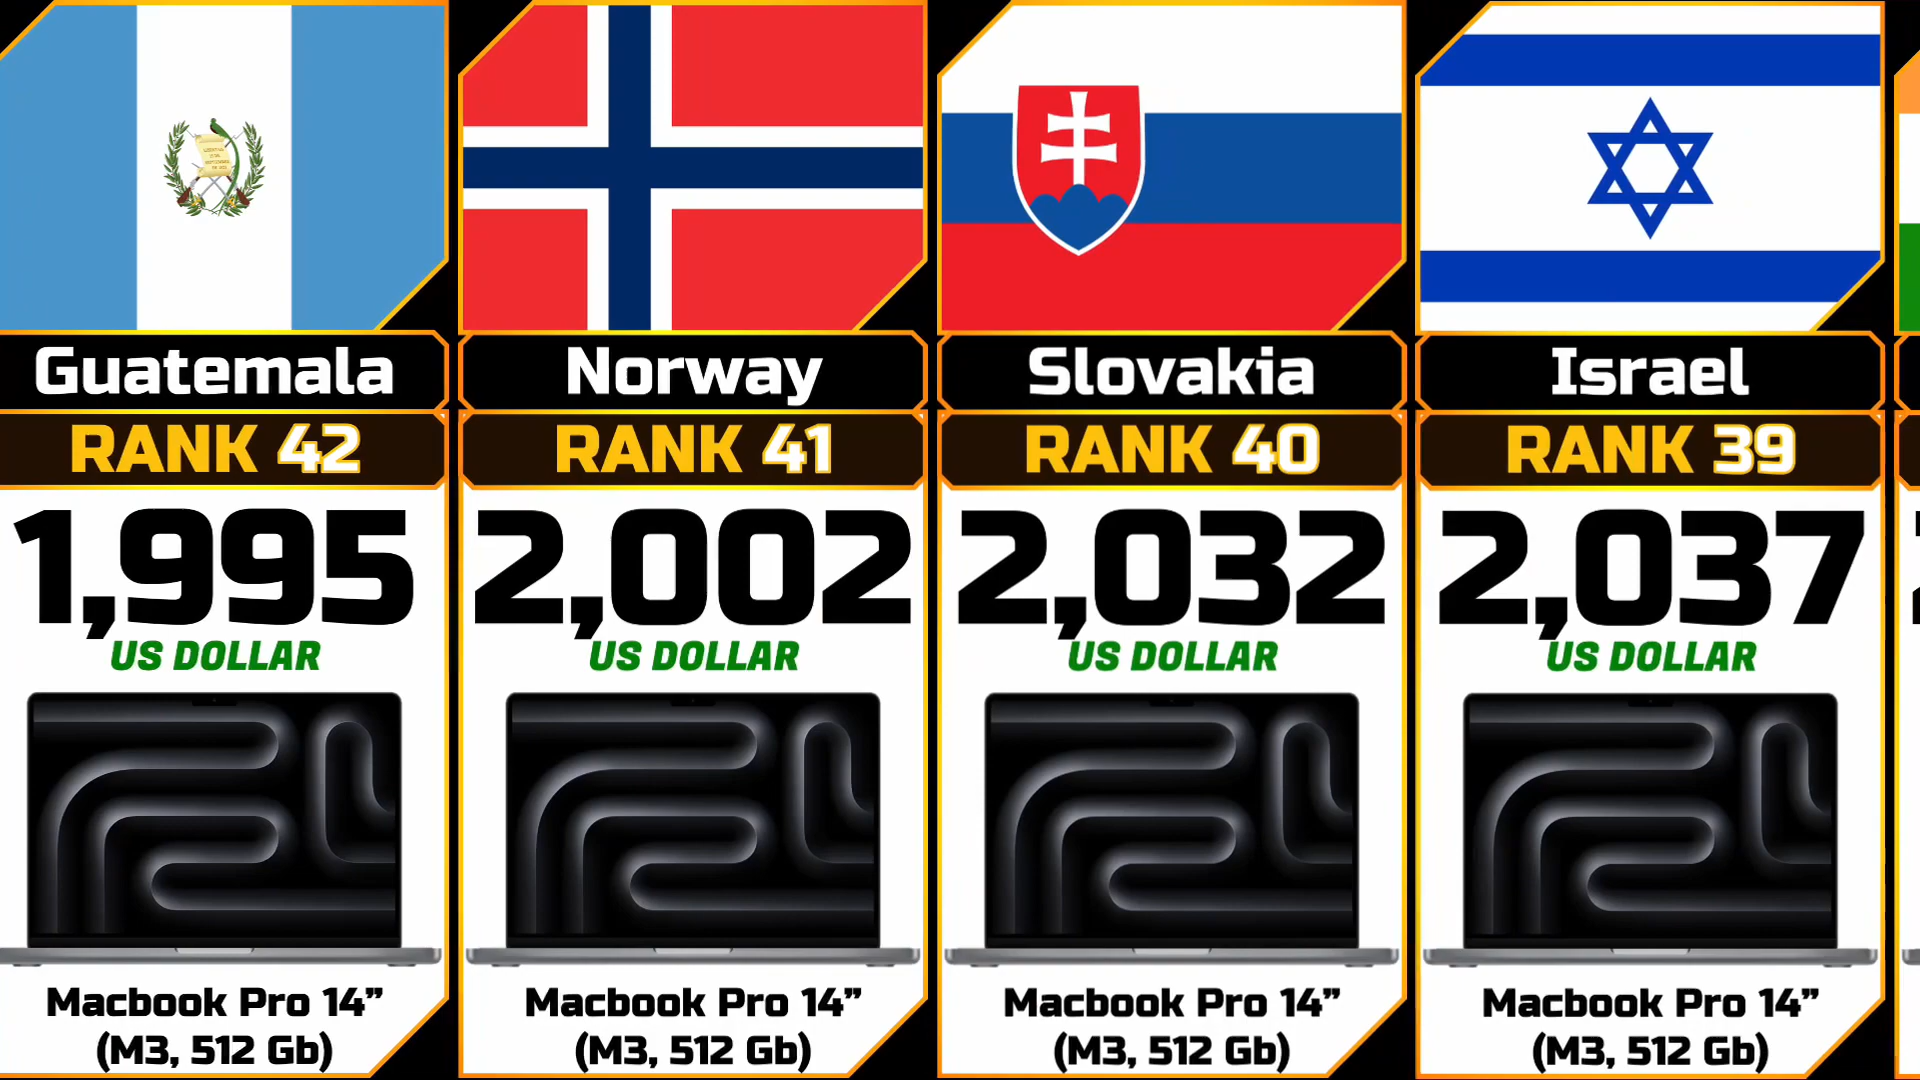 Guatemala
RANK 42
1,995
US DOLLAR
Macbook Pro 14”
(M3, 512 Gb)
Norway
RANK 41
2,002
US DOLLAR
Macbook Pro 14”
(M3, 512 Gb)
Slovakia
RANK 40
2,032
US DOLLAR
Macbook Pro 14”
(M3, 512 Gb)
Israel
RANK 39
2,037
US DOLLAR
Macbook Pro 14”
(M3, 512 Gb)